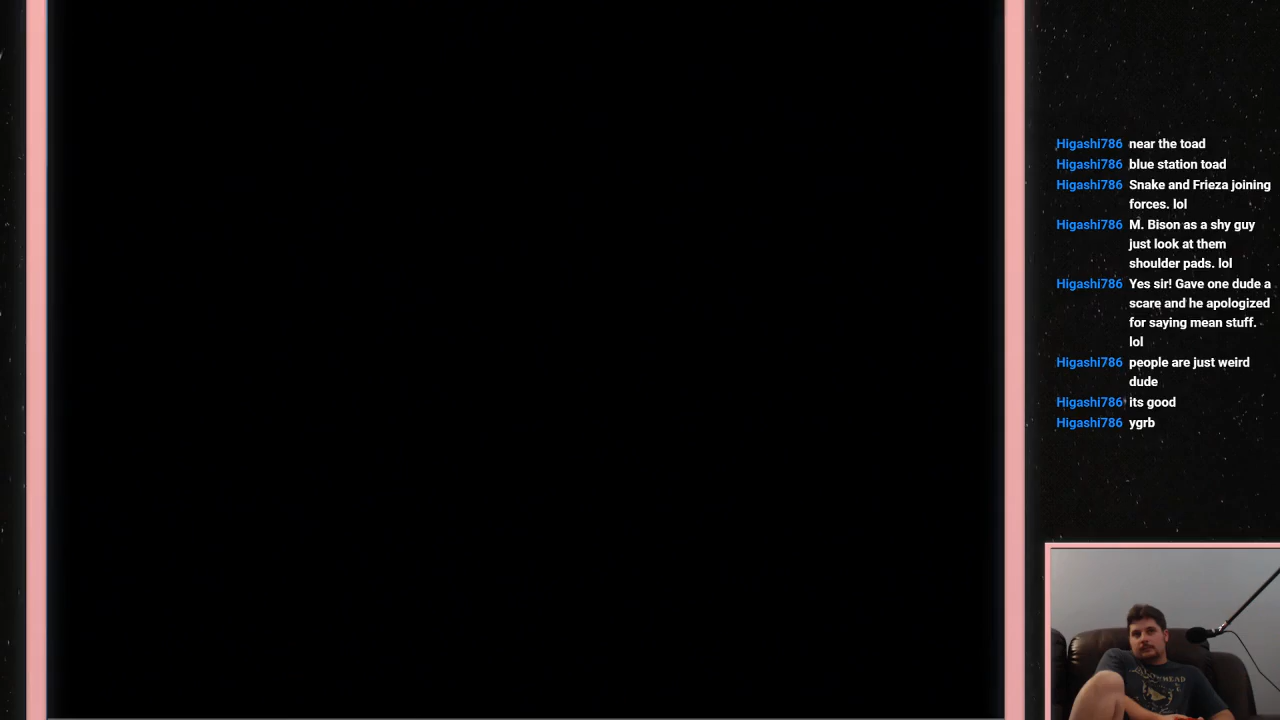 Higashi786 near the toad
Higashi786 blue station toad
Higashi786 Snake and Frieza joining
forces. lol
Higashi786 M. Bison as a shy guy
just look at them
shoulder pads. lol
Higashi786 Yes sir! Gave one dude a
scare and he apologized
for saying mean stuff.
lol
Higashi786 people are just weird
dude
Higashi786 its good
Higashi786 ygrb